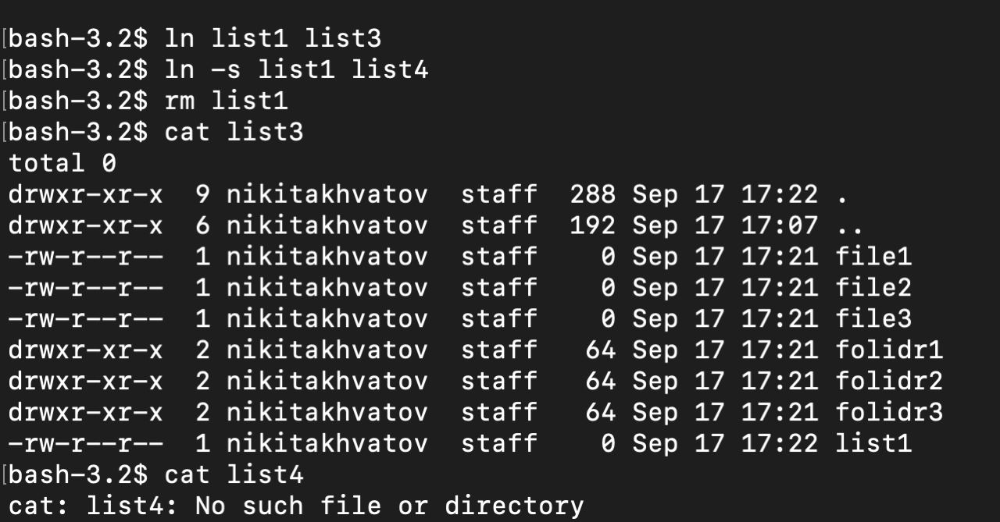 [bash-3.2$ ln list1 list3
[bash-3.2$ ln -s list1 list4
[bash-3.2$ rm list1
[bash-3.2$ cat list3
total 0
drwxr-xr-x  9 nikitakhvatov  staff  288 Sep 17 17:22 .
drwxr-xr-x  6 nikitakhvatov  staff  192 Sep 17 17:07 ..
-rw-r--r--  1 nikitakhvatov  staff    0 Sep 17 17:21 file1
-rw-r--r--  1 nikitakhvatov  staff    0 Sep 17 17:21 file2
-rw-r--r--  1 nikitakhvatov  staff    0 Sep 17 17:21 file3
drwxr-xr-x  2 nikitakhvatov  staff   64 Sep 17 17:21 folidr1
drwxr-xr-x  2 nikitakhvatov  staff   64 Sep 17 17:21 folidr2
drwxr-xr-x  2 nikitakhvatov  staff   64 Sep 17 17:21 folidr3
-rw-r--r--  1 nikitakhvatov  staff    0 Sep 17 17:22 list1
[bash-3.2$ cat list4
cat: list4: No such file or directory